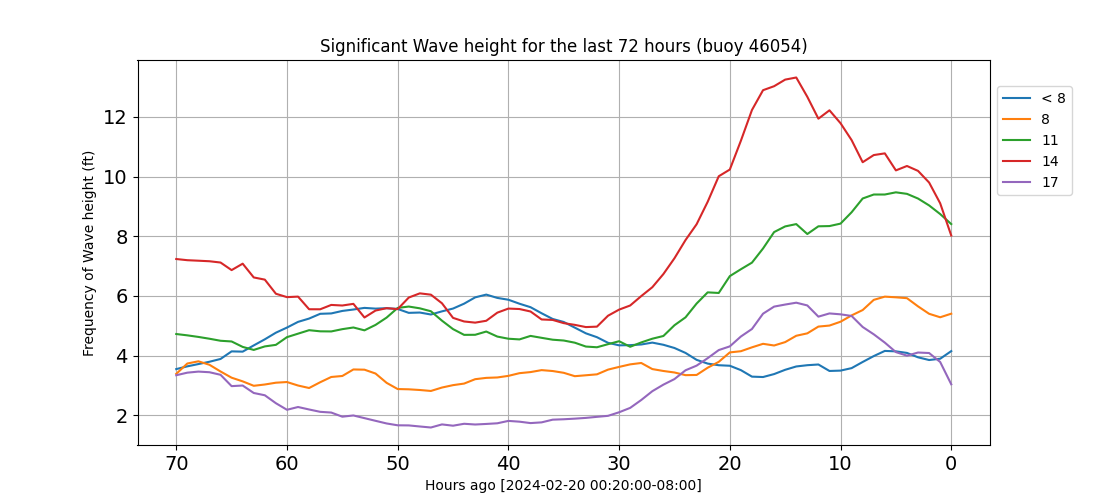 Significant Wave height for the last 72 hours (buoy 46054)
Frequency of Wave height (ft)
12
10
8
6
4
2
70 60 50 40 30 20 10 0
Hours ago [2024-02-20 00:20:00-08:00]
< 8
8
11
14
17